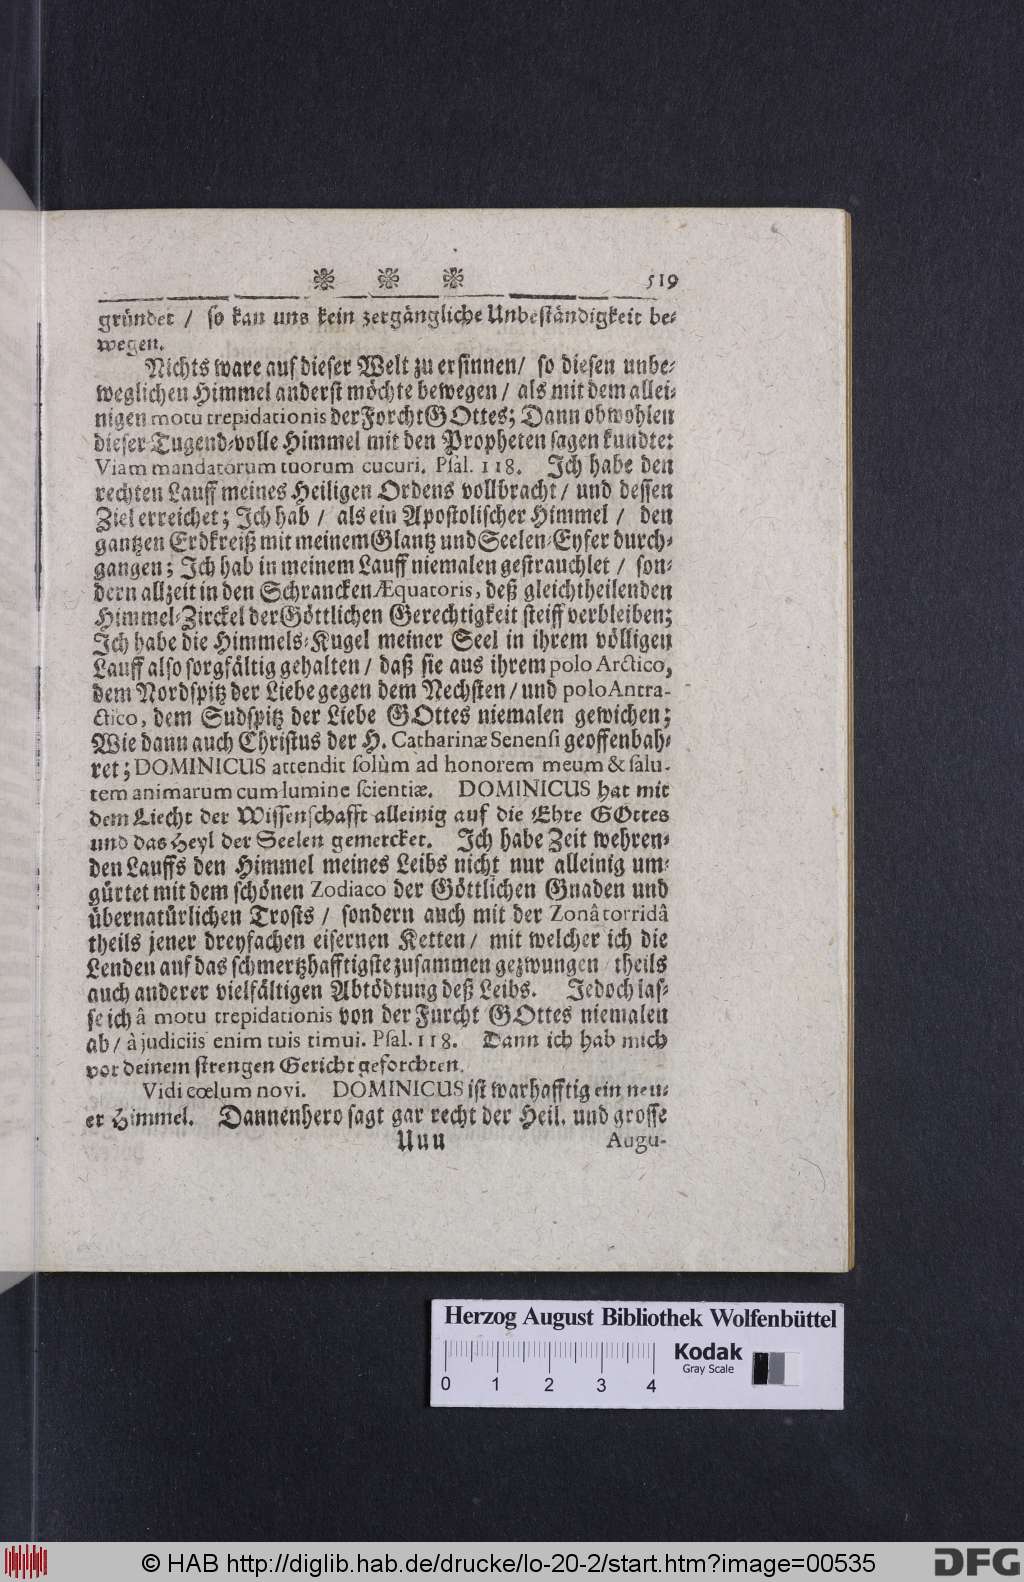 519
gründet / so kan uns kein zergängliche Unbeständigkeit be-
wegen.
Nichts ware auf dieser Welt zu ersinnen / so diesen unbe-
weglichen Himmel anderst möchte bewegen / als mit dem allei-
nigen motu trepidationis der Forcht GOttes; Dann obwohlen
dieser Tugend-volle Himmel mit den Propheten sagen kundte:
Viam mandatorum tuorum cucuri. Psal. 118. Ich habe den
rechten Lauff meines Heiligen Ordens vollbracht / und dessen
Ziel erreichet; Ich hab / als ein Apostolischer Himmel / den
gantzen Erdkreiß mit meinem Glantz und Seelen-Eyfer durch-
gangen; Ich hab in meinem Lauff niemalen gestrauchlet / son-
dern allzeit in den Schrancken Æquatoris, deß gleichtheilenden
Himmel-Zirckel der Göttlichen Gerechtigkeit steiff verbleiben;
Ich habe die Himmels-Kugel meiner Seel in ihrem völligen
Lauff also sorgfältig gehalten / daß sie aus ihrem polo Arctico,
dem Nordspitz der Liebe gegen dem Nechsten / und polo Antra-
ctico, dem Sudspitz der Liebe GOttes niemalen gewichen;
Wie dann auch Christus der H. Catharinæ Senensi geoffenbah-
ret; DOMINICUS attendit solùm ad honorem meum & salu-
tem animarum cum lumine scientiæ. DOMINICUS hat mit
dem Liecht der Wissenschafft alleinig auf die Ehre GOttes
und das Heyl der Seelen gemercket. Ich habe Zeit wehren-
den Lauffs den Himmel meines Leibs nicht nur alleinig um-
gürtet mit dem schönen Zodiaco der Göttlichen Gnaden und
übernatürlichen Trosts / sondern auch mit der Zonâ torridâ
theils jener dreyfachen eisernen Ketten / mit welcher ich die
Lenden auf das schmertzhafftigste zusammen gezwungen / theils
auch anderer vielfältigen Abtödtung deß Leibs. Jedoch las-
se ich â motu trepidationis von der Furcht GOttes niemalen
ab / â judiciis enim tuis timui. Psal. 118. Dann ich hab mich
vor deinem strengen Gericht geforchten.
Vidi cœlum novi. DOMINICUS ist warhafftig ein neu-
er Himmel. Dannenhero sagt gar recht der Heil. und grosse
Uuu Augu-
Herzog August Bibliothek Wolfenbüttel
Kodak
Gray Scale
0 1 2 3 4
© HAB http://diglib.hab.de/drucke/lo-20-2/start.htm?image=00535
DFG